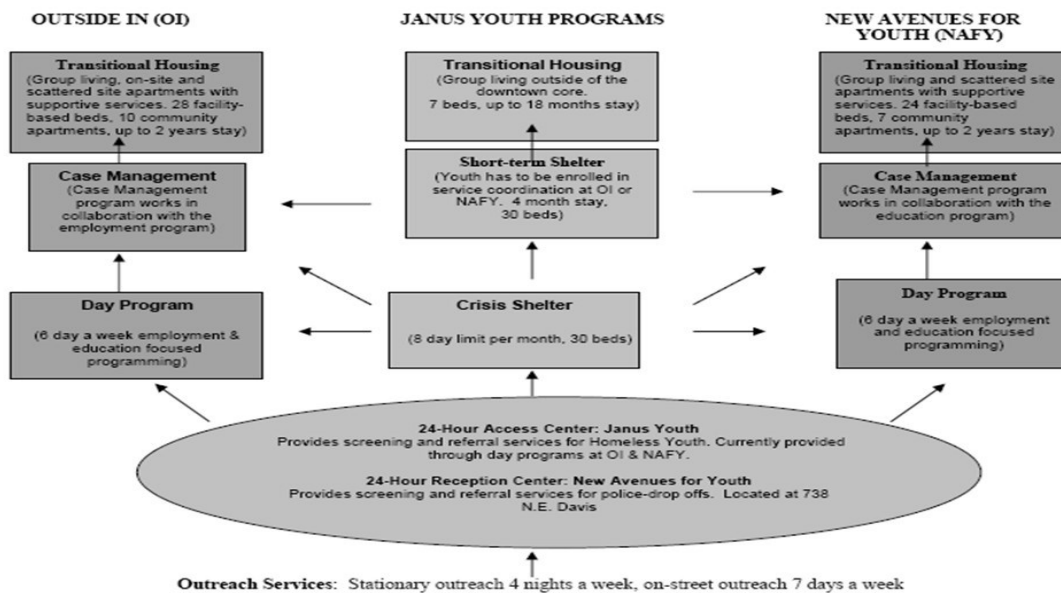 OUTSIDE IN (OI)
JANUS YOUTH PROGRAMS
NEW AVENUES FOR
YOUTH (NAFY)
Transitional Housing
(Group living, on-site and
scattered site apartments with
supportive services. 28 facility-
based beds, 10 community
apartments, up to 2 years stay)
Transitional Housing
(Group living outside of the
downtown core.
7 beds, up to 18 months stay)
Transitional Housing
(Group living and scattered site
apartments with supportive
services. 24 facility-based
beds, 7 community
apartments, up to 2 years stay)
Case Management
(Case Management
program works in
collaboration with the
employment program)
Short-term Shelter
(Youth has to be enrolled in
service coordination at OI or
NAFY. 4 month stay,
30 beds)
Case Management
(Case Management program
works in collaboration with the
education program)
Day Program
(6 day a week employment &
education focused
programming)
Crisis Shelter
(8 day limit per month, 30 beds)
Day Program
(6 day a week employment
and education focused
programming)
24-Hour Access Center: Janus Youth
Provides screening and referral services for Homeless Youth. Currently provided
through day programs at OI & NAFY.
24-Hour Reception Center: New Avenues for Youth
Provides screening and referral services for police-drop offs. Located at 738
N.E. Davis
Outreach Services: Stationary outreach 4 nights a week, on-street outreach 7 days a week